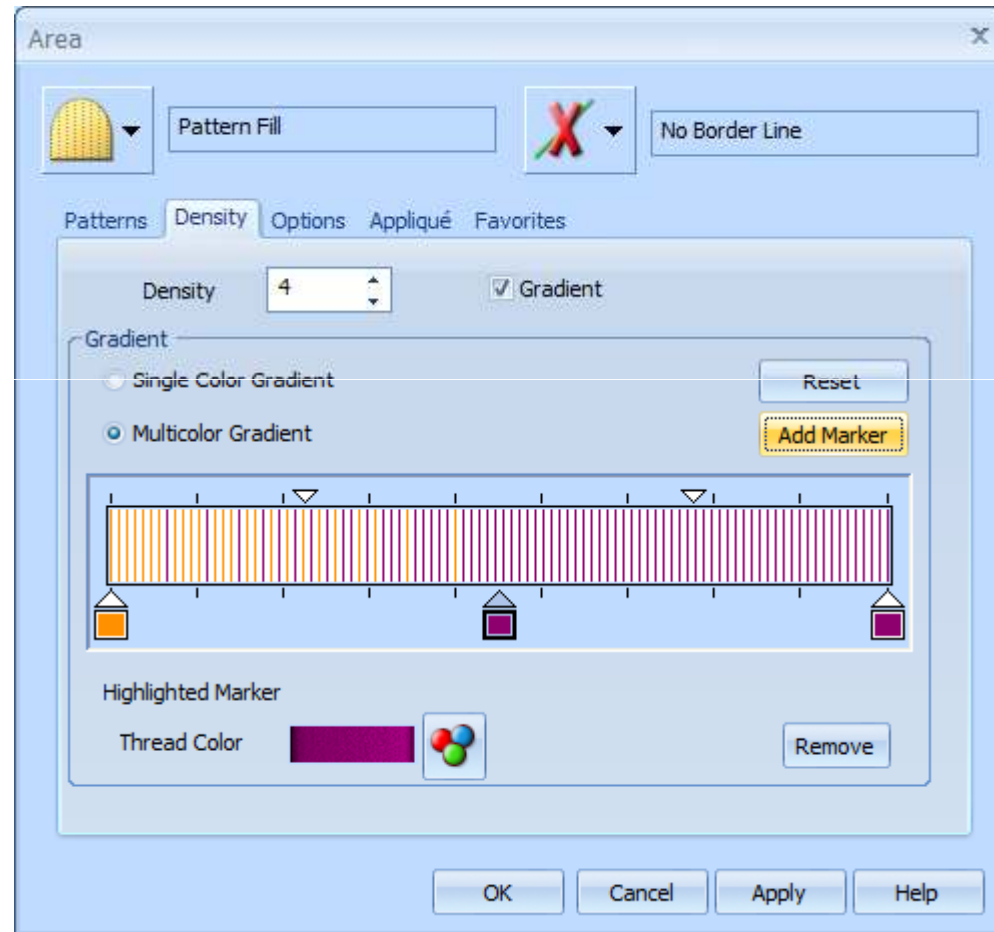 Area
Pattern Fill
No Border Line
Patterns Density Options Appliqué Favorites
Density 4 Gradient
Gradient
Single Color Gradient Reset
Multicolor Gradient Add Marker
Highlighted Marker
Thread Color Remove
OK Cancel Apply Help